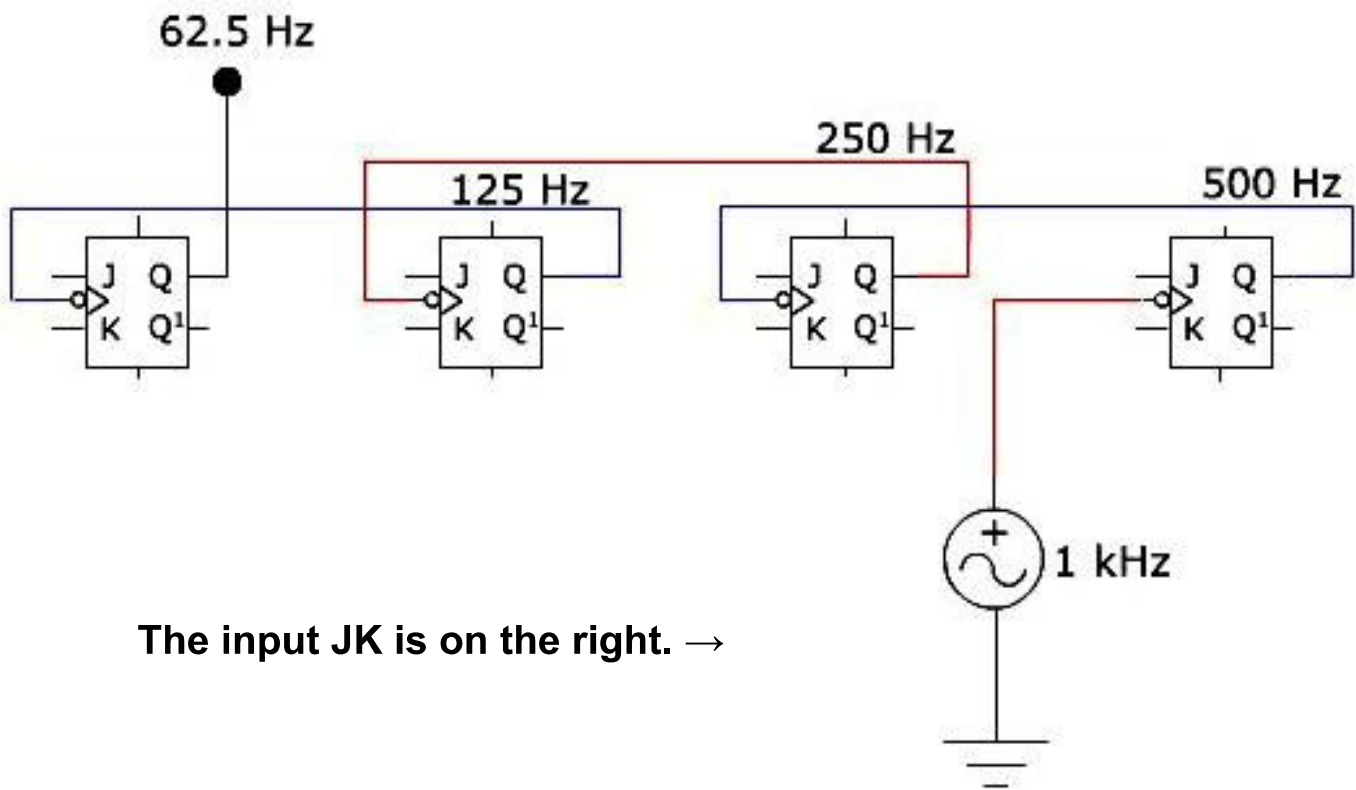 62.5 Hz
250 Hz
125 Hz
500 Hz
J Q
K Q¹
J Q
K Q¹
J Q
K Q¹
J Q
K Q¹
+
1 kHz
The input JK is on the right. →